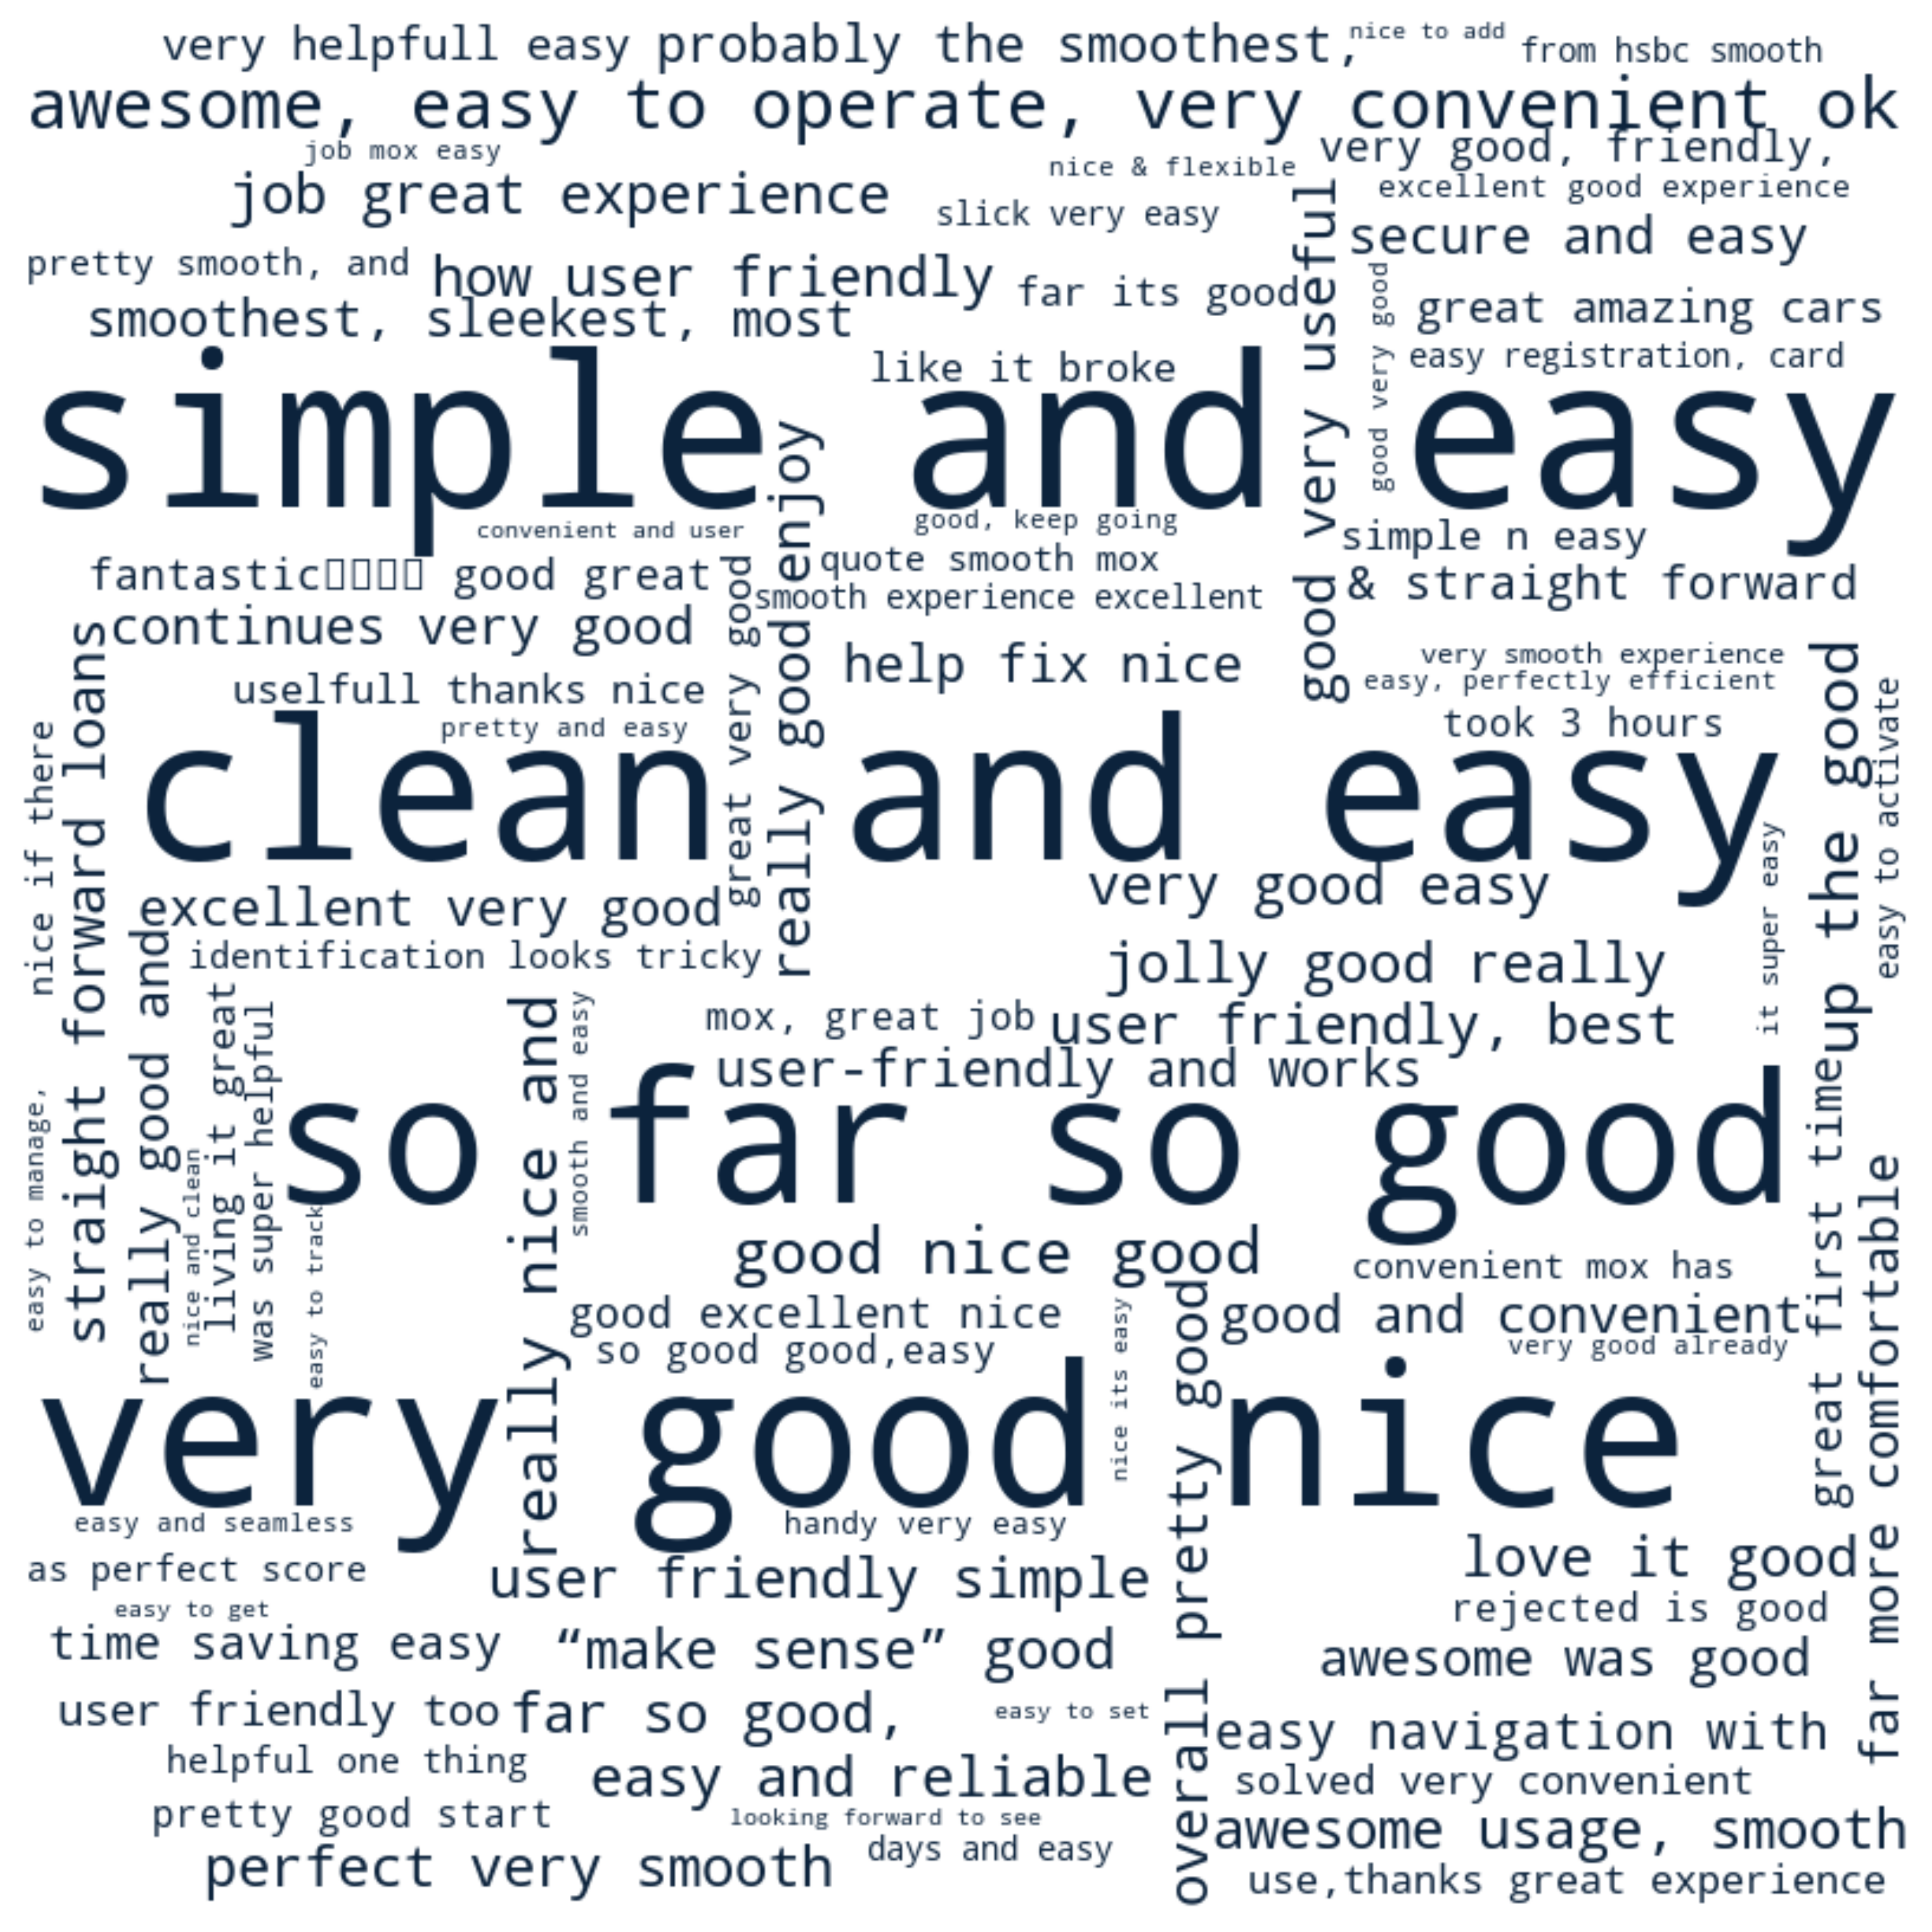 very helpfull easy
probably the smoothest,
nice to add
from hsbc smooth
awesome, easy to operate, very convenient ok
job mox easy
nice & flexible
very good, friendly,
job great experience
slick very easy
excellent good experience
secure and easy
pretty smooth, and
how user friendly
far its good
good very useful
good very good
great amazing cars
smoothest, sleekest, most
like it broke
easy registration, card
simple and easy
really good enjoy
convenient and user
good, keep going
simple n easy
fantastic▯▯▯▯ good great
quote smooth mox
& straight forward
smooth experience excellent
continues very good
great very good
help fix nice
very smooth experience
easy, perfectly efficient
uselfull thanks nice
pretty and easy
took 3 hours
straight forward loans
nice if there
clean and easy
up the good
easy to activate
it super easy
excellent very good
very good easy
identification looks tricky
jolly good really
really good and
living it great
was super helpful
really nice and
smooth and easy
mox, great job
user friendly, best
user-friendly and works
so far so good
easy to manage,
nice and clean
easy to track
good nice good
convenient mox has
great first time
far more comfortable
good excellent nice
good and convenient
nice its easy
overall pretty good
so good good,easy
very good already
very good nice
easy and seamless
handy very easy
as perfect score
user friendly simple
love it good
easy to get
rejected is good
time saving easy
“make sense” good
awesome was good
user friendly too
far so good,
easy to set
easy navigation with
helpful one thing
easy and reliable
solved very convenient
pretty good start
looking forward to see
awesome usage, smooth
perfect very smooth
days and easy
use,thanks great experience